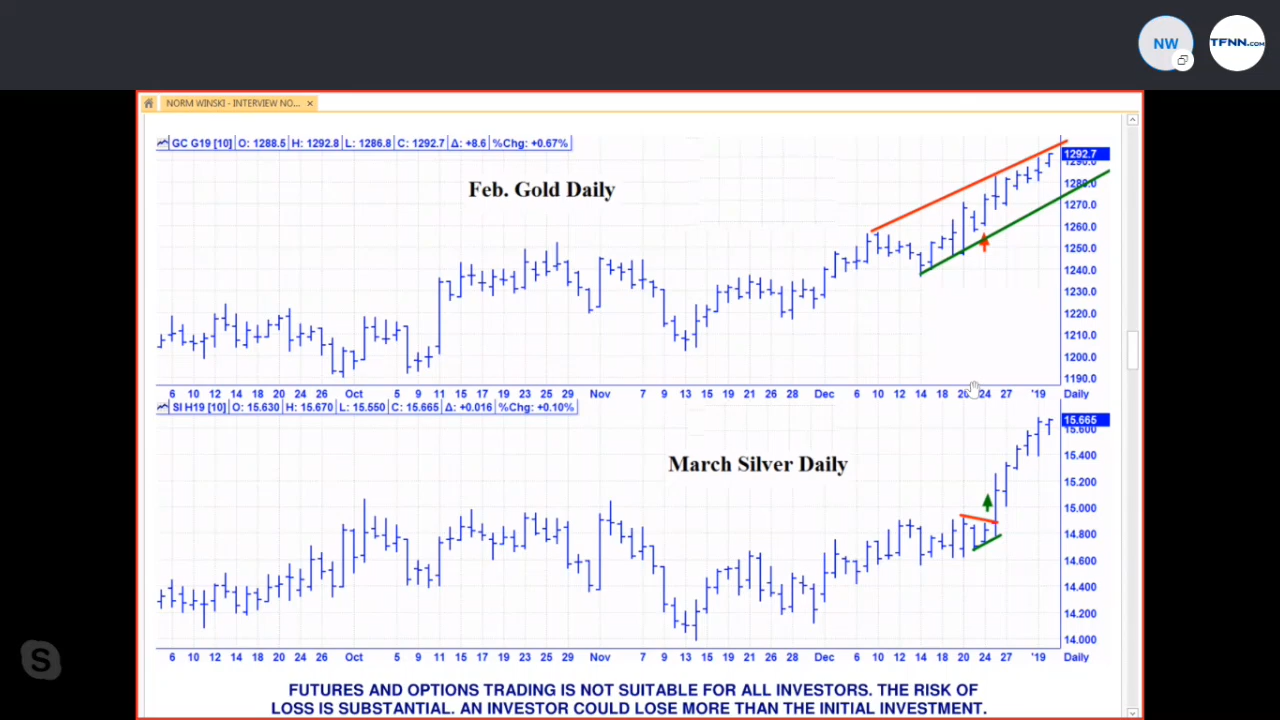 NW
TFNN.COM
NORM WINSKI - INTERVIEW NO... ×
GC G19 [10] O: 1288.5 H: 1292.8 L: 1286.8 C: 1292.7 Δ: +8.6 %Chg: +0.67%
Feb. Gold Daily
1292.7
1290.0
1280.0
1270.0
1260.0
1250.0
1240.0
1230.0
1220.0
1210.0
1200.0
1190.0
6 10 12 14 18 20 24 26 Oct 5 9 11 15 17 19 23 25 29 Nov 7 9 13 15 19 21 26 28 Dec 6 10 12 14 18 20 24 27 '19 Daily
SI H19 [10] O: 15.630 H: 15.670 L: 15.550 C: 15.665 Δ: +0.016 %Chg: +0.10%
March Silver Daily
15.665
15.600
15.400
15.200
15.000
14.800
14.600
14.400
14.200
14.000
6 10 12 14 18 20 24 26 Oct 5 9 11 15 17 19 23 25 29 Nov 7 9 13 15 19 21 26 28 Dec 6 10 12 14 18 20 24 27 '19 Daily
S
FUTURES AND OPTIONS TRADING IS NOT SUITABLE FOR ALL INVESTORS. THE RISK OF
LOSS IS SUBSTANTIAL. AN INVESTOR COULD LOSE MORE THAN THE INITIAL INVESTMENT.